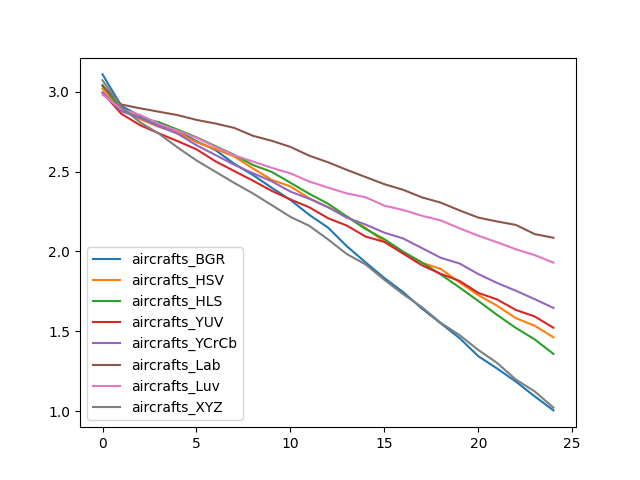 3.0
2.5
2.0
1.5
1.0
aircrafts_BGR
aircrafts_HSV
aircrafts_HLS
aircrafts_YUV
aircrafts_YCrCb
aircrafts_Lab
aircrafts_Luv
aircrafts_XYZ
0 5 10 15 20 25